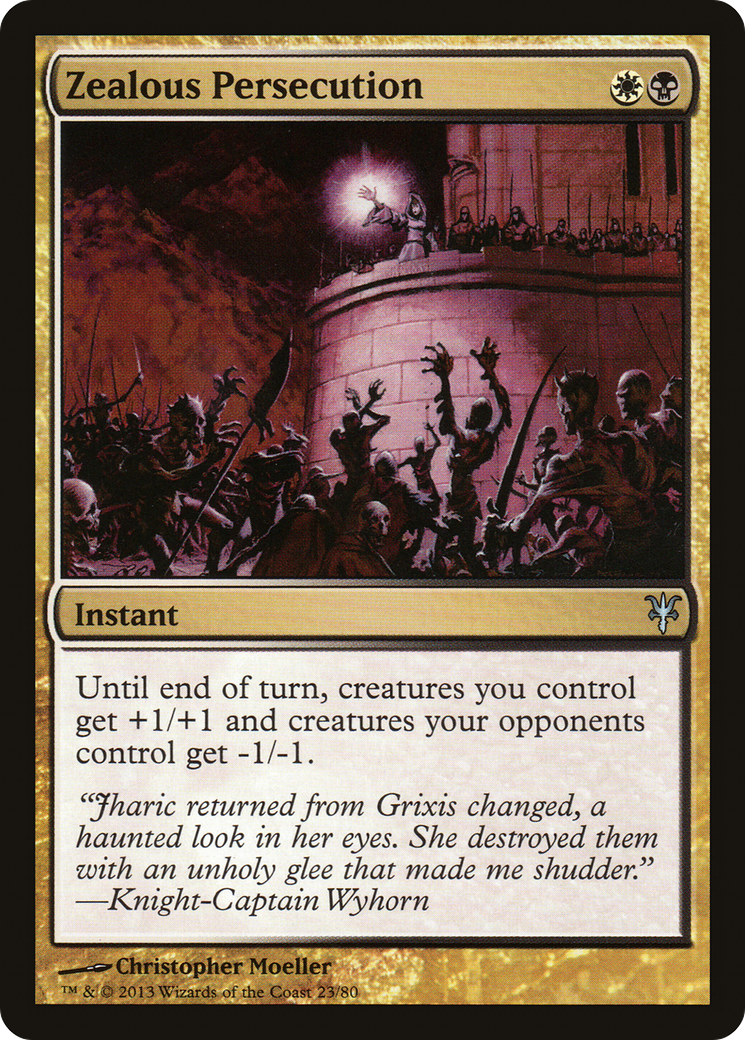 Zealous Persecution
Instant
Until end of turn, creatures you control
get +1/+1 and creatures your opponents
control get -1/-1.
“Jharic returned from Grixis changed, a
haunted look in her eyes. She destroyed them
with an unholy glee that made me shudder.”
—Knight-Captain Wyhorn
Christopher Moeller
™ & © 2013 Wizards of the Coast 23/80